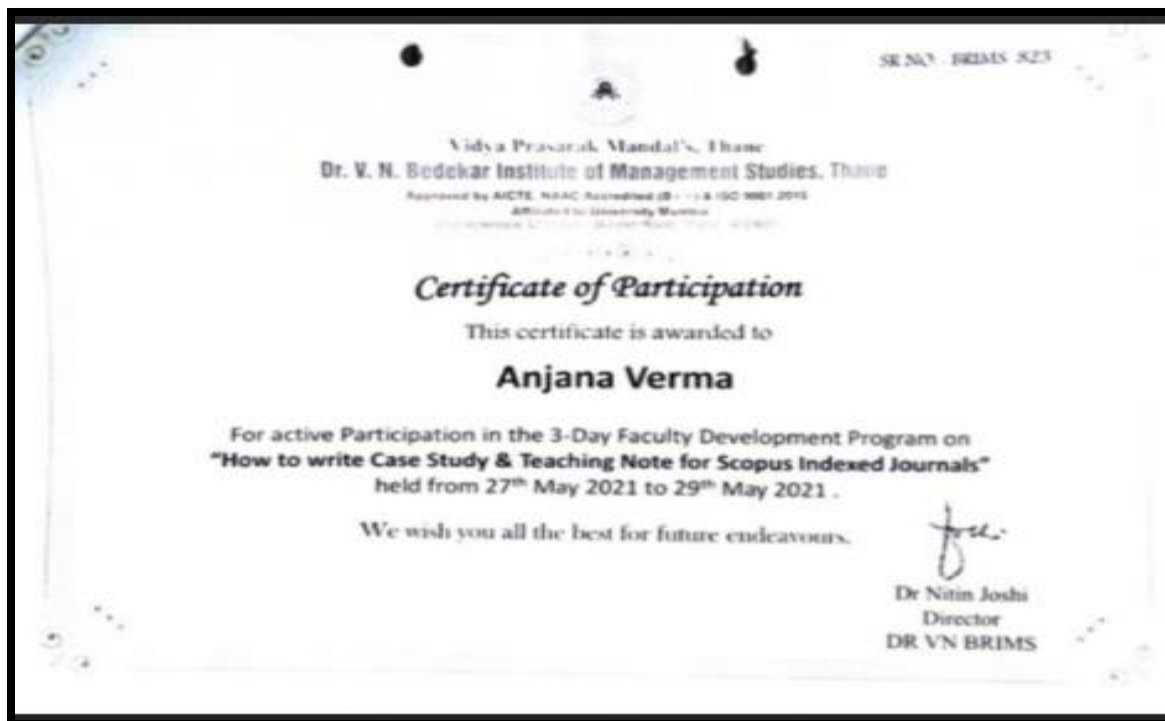 SR NO. BRIMS 823
Vidya Prasarak Mandal's, Thane
Dr. V. N. Bedekar Institute of Management Studies, Thane
Approved by AICTE, NAAC Accredited & ISO 9001:2015
Affiliated to University Mumbai
Certificate of Participation
This certificate is awarded to
Anjana Verma
For active Participation in the 3-Day Faculty Development Program on
"How to write Case Study & Teaching Note for Scopus Indexed Journals"
held from 27th May 2021 to 29th May 2021 .
We wish you all the best for future endeavours.
Dr Nitin Joshi
Director
DR VN BRIMS